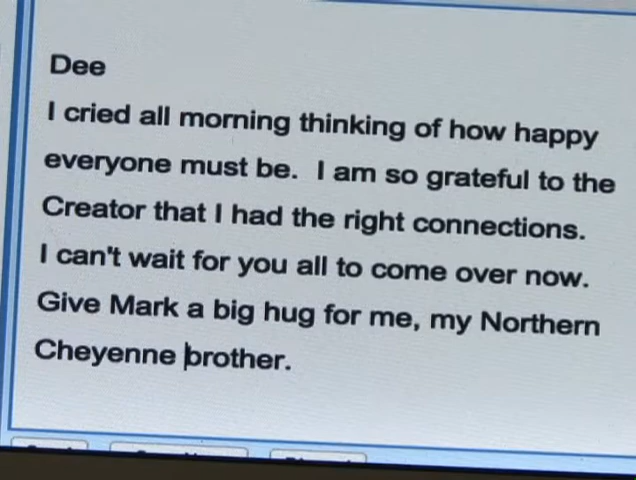 Dee
I cried all morning thinking of how happy
everyone must be. I am so grateful to the
Creator that I had the right connections.
I can't wait for you all to come over now.
Give Mark a big hug for me, my Northern
Cheyenne brother.